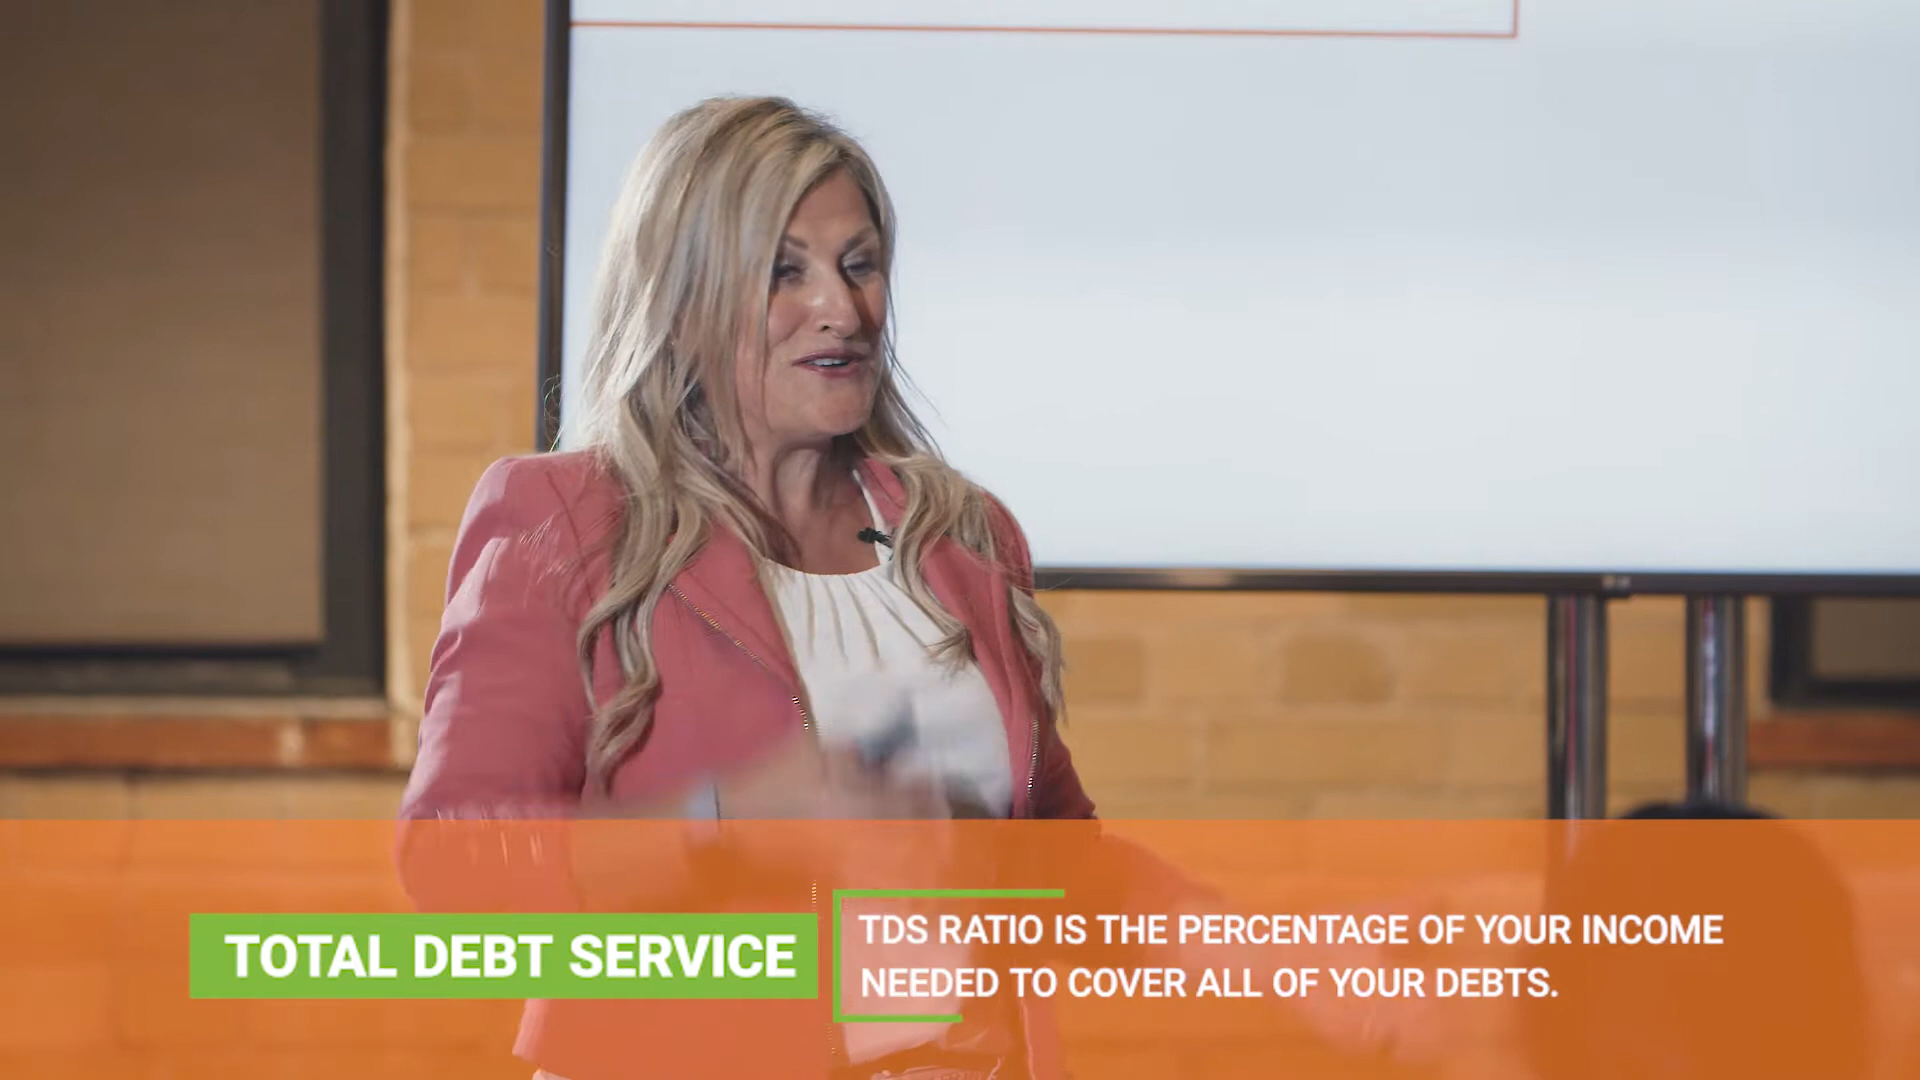 TOTAL DEBT SERVICE
TDS RATIO IS THE PERCENTAGE OF YOUR INCOME
NEEDED TO COVER ALL OF YOUR DEBTS.